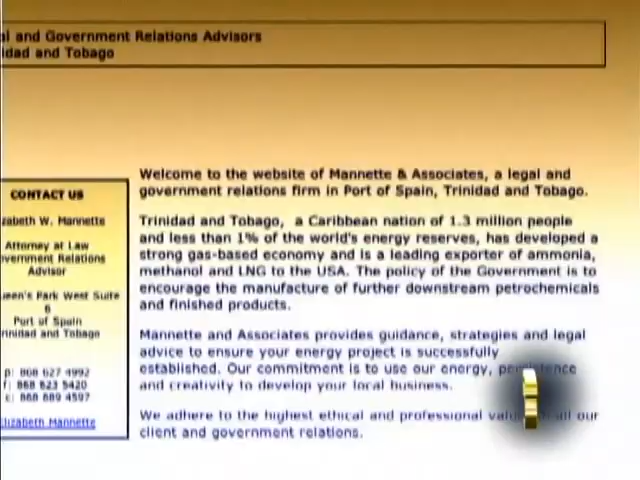 al and Government Relations Advisors
idad and Tobago
Welcome to the website of Mannette & Associates, a legal and
government relations firm in Port of Spain, Trinidad and Tobago.
Trinidad and Tobago, a Caribbean nation of 1.3 million people
and less than 1% of the world's energy reserves, has developed a
strong gas-based economy and is a leading exporter of ammonia,
methanol and LNG to the USA. The policy of the Government is to
encourage the manufacture of further downstream petrochemicals
and finished products.
Mannette and Associates provides guidance, strategies and legal
advice to ensure your energy project is successfully
established. Our commitment is to use our energy,
and creativity to develop your local business.
We adhere to the highest ethical and professional our
client and government relations.
CONTACT US
zabeth W. Mannette
Attorney at Law
vernment Relations
Advisor
ueen's Park West Suite
6
Port of Spain
rinidad and Tobago
p: 868 627 4992
f: 868 623 5420
c: 868 689 4597
Elizabeth Mannette